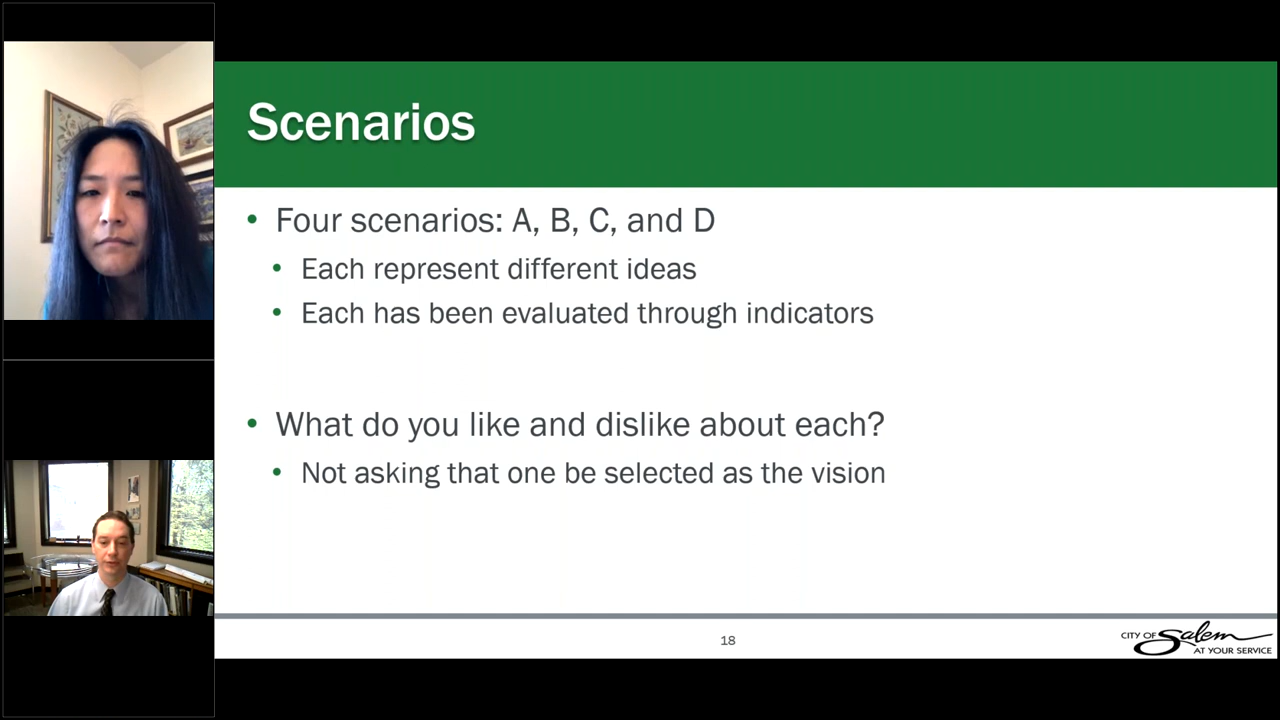 Scenarios
• Four scenarios: A, B, C, and D
• Each represent different ideas
• Each has been evaluated through indicators
• What do you like and dislike about each?
• Not asking that one be selected as the vision
18
CITY OF Salem
AT YOUR SERVICE